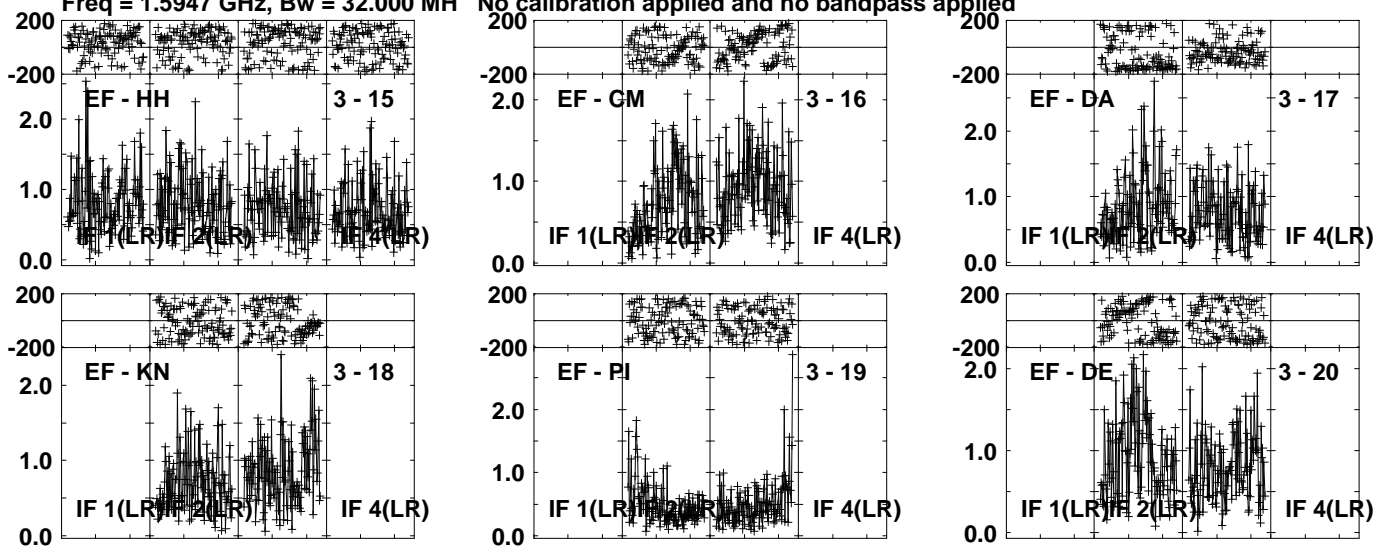 Freq = 1.5947 GHz, Bw = 32.000 MH No calibration applied and no bandpass applied
200 200 200
-200 -200 -200
EF - HH 3 - 15 EF - CM 3 - 16 EF - DA 3 - 17
2.0 2.0 2.0
1.0 1.0 1.0
IF 1(LR) IF 2(LR) IF 4(LR) IF 1(LR) IF 2(LR) IF 4(LR) IF 1(LR) IF 2(LR) IF 4(LR)
0.0 0.0 0.0
200 200 200
-200 -200 -200
EF - KN 3 - 18 EF - PI 3 - 19 EF - DE 3 - 20
2.0 2.0 2.0
1.0 1.0 1.0
IF 1(LR) IF 2(LR) IF 4(LR) IF 1(LR) IF 2(LR) IF 4(LR) IF 1(LR) IF 2(LR) IF 4(LR)
0.0 0.0 0.0